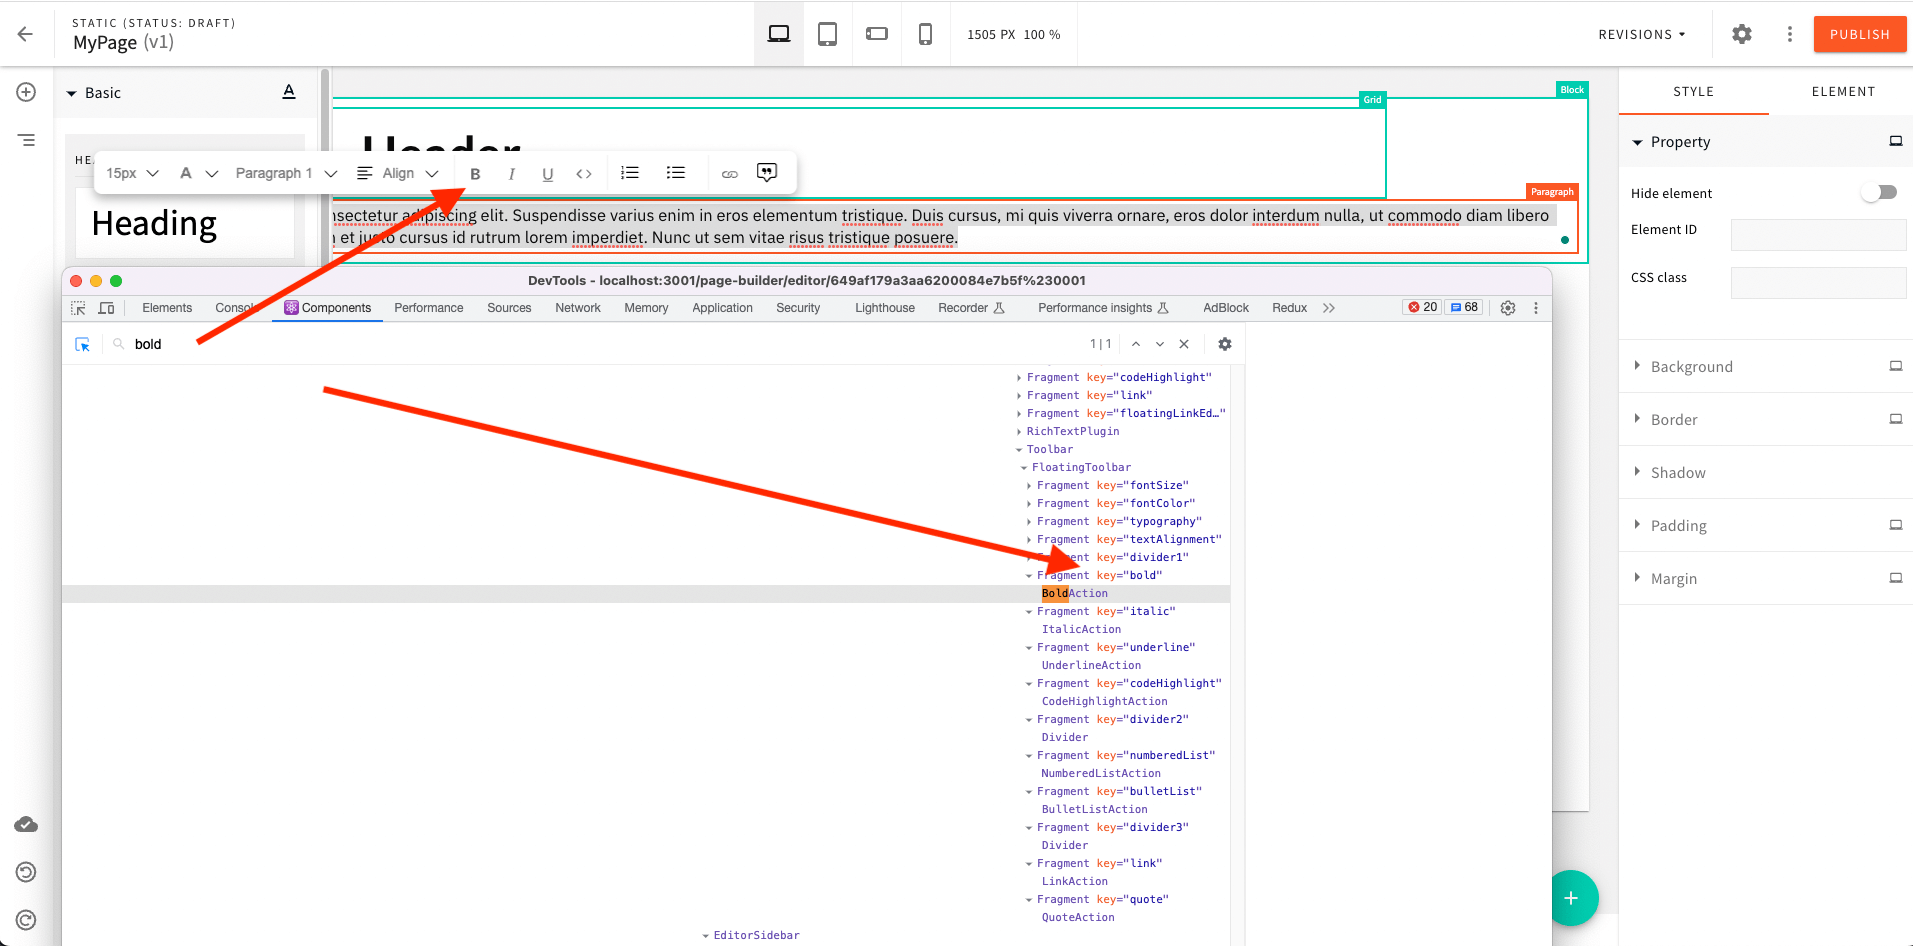 STATIC (STATUS: DRAFT)
MyPage (v1)
1505 PX 100 %
REVISIONS
PUBLISH
Basic
A
Block
Grid
STYLE
ELEMENT
Header
HE
15px
A
Paragraph 1
Align
B
I
U
<>
Heading
Paragraph
nsectetur adipiscing elit. Suspendisse varius enim in eros elementum tristique. Duis cursus, mi quis viverra ornare, eros dolor interdum nulla, ut commodo diam libero
et justo cursus id rutrum lorem imperdiet. Nunc ut sem vitae risus tristique posuere.
Property
Hide element
Element ID
CSS class
Background
Border
Shadow
Padding
Margin
DevTools - localhost:3001/page-builder/editor/649af179a3aa6200084e7b5f%230001
Elements
Consol
Components
Performance
Sources
Network
Memory
Application
Security
Lighthouse
Recorder
Performance insights
AdBlock
Redux
20
68
bold
1|1
Fragment key="codeHighlight"
Fragment key="link"
Fragment key="floatingLinkEd…"
RichTextPlugin
Toolbar
FloatingToolbar
Fragment key="fontSize"
Fragment key="fontColor"
Fragment key="typography"
Fragment key="textAlignment"
ent key="divider1"
Fragment key="bold"
BoldAction
Fragment key="italic"
ItalicAction
Fragment key="underline"
UnderlineAction
Fragment key="codeHighlight"
CodeHighlightAction
Fragment key="divider2"
Divider
Fragment key="numberedList"
NumberedListAction
Fragment key="bulletList"
BulletListAction
Fragment key="divider3"
Divider
Fragment key="link"
LinkAction
Fragment key="quote"
QuoteAction
EditorSidebar